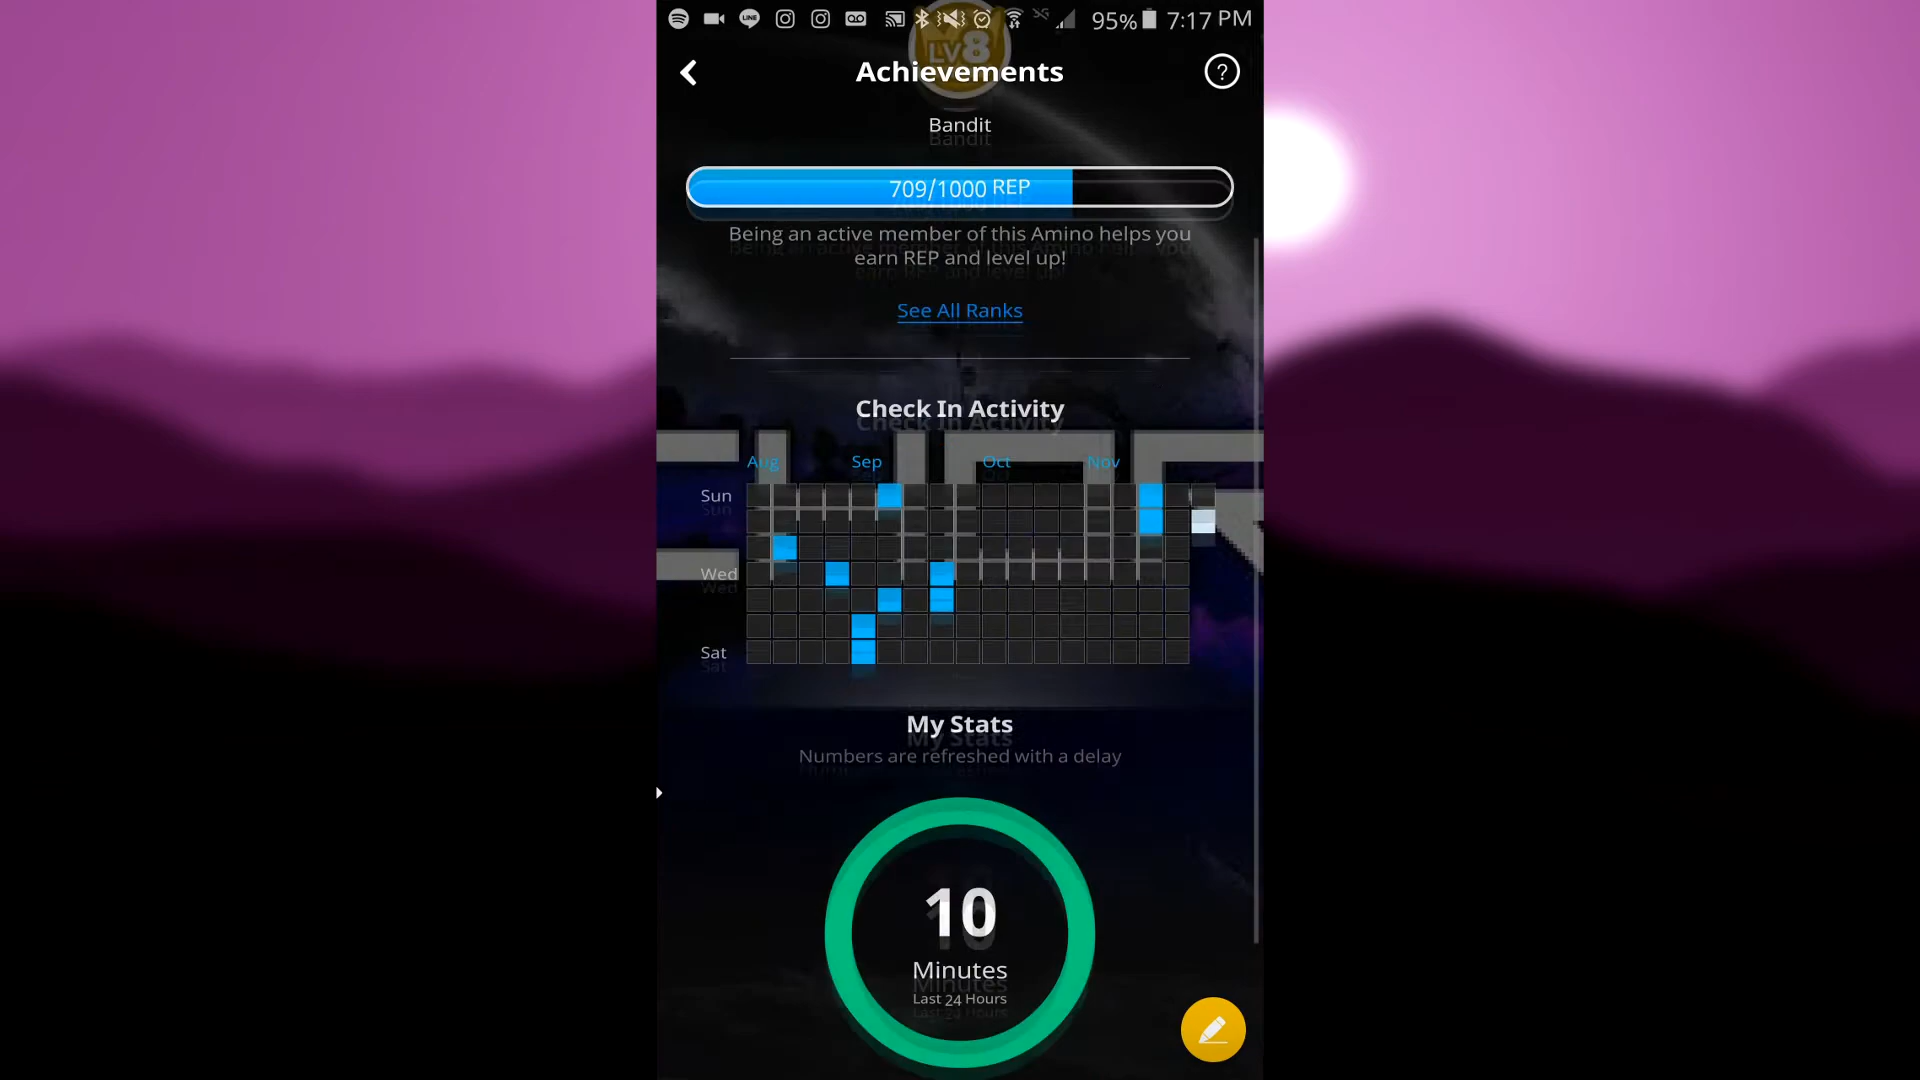 LINE
95% 7:17 PM
LV8
Achievements
?
Bandit
709/1000 REP
Being an active member of this Amino helps you
earn REP and level up!
See All Ranks
Check In Activity
Aug Sep Oct Nov
Sun
Wed
Sat
My Stats
Numbers are refreshed with a delay
10
Minutes
Last 24 Hours